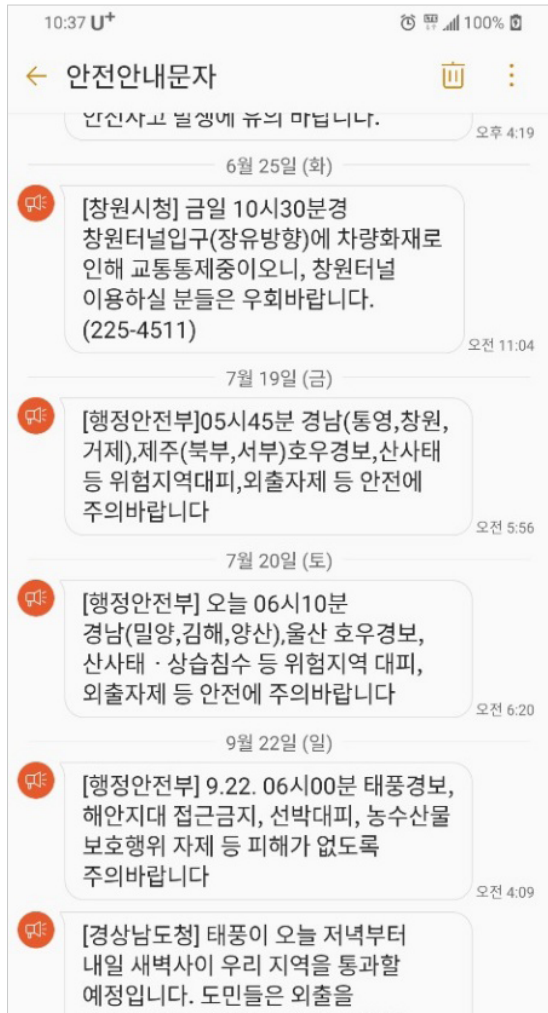 10:37 U+
100%
안전안내문자
안전사고 발생에 유의 바랍니다.
오후 4:19
6월 25일 (화)
[창원시청] 금일 10시30분경
창원터널입구(장유방향)에 차량화재로
인해 교통통제중이오니, 창원터널
이용하실 분들은 우회바랍니다.
(225-4511)
오전 11:04
7월 19일 (금)
[행정안전부]05시45분 경남(통영,창원,
거제),제주(북부,서부)호우경보,산사태
등 위험지역대피,외출자제 등 안전에
주의바랍니다
오전 5:56
7월 20일 (토)
[행정안전부] 오늘 06시10분
경남(밀양,김해,양산),울산 호우경보,
산사태 · 상습침수 등 위험지역 대피,
외출자제 등 안전에 주의바랍니다
오전 6:20
9월 22일 (일)
[행정안전부] 9.22. 06시00분 태풍경보,
해안지대 접근금지, 선박대피, 농수산물
보호행위 자제 등 피해가 없도록
주의바랍니다
오전 4:09
[경상남도청] 태풍이 오늘 저녁부터
내일 새벽사이 우리 지역을 통과할
예정입니다. 도민들은 외출을